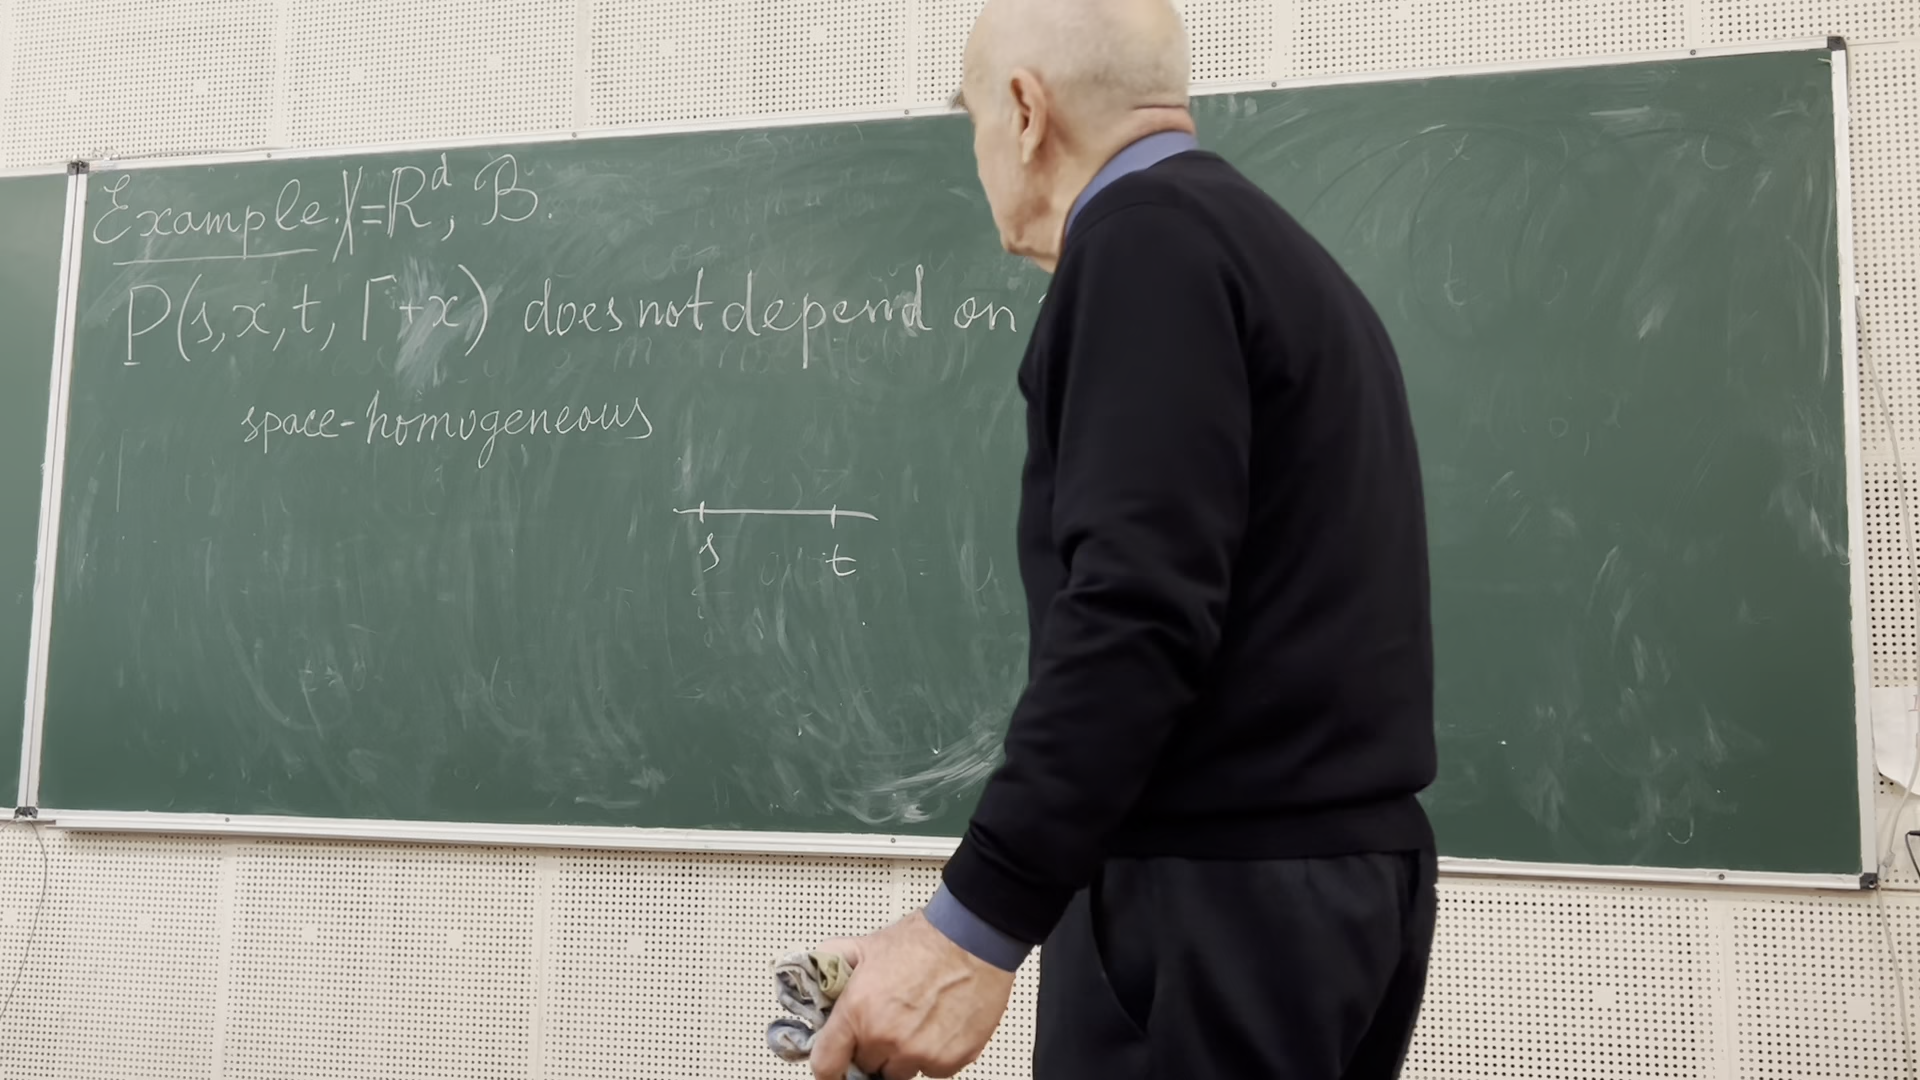 Example. X=R^d, B.
P(s, x, t, Γ+x) does not depend on
space-homogeneous
s t